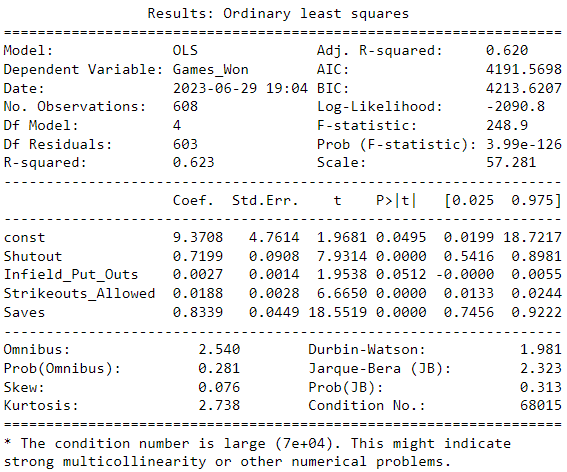 Results: Ordinary least squares
==================================================================
Model: OLS Adj. R-squared: 0.620
Dependent Variable: Games_Won AIC: 4191.5698
Date: 2023-06-29 19:04 BIC: 4213.6207
No. Observations: 608 Log-Likelihood: -2090.8
Df Model: 4 F-statistic: 248.9
Df Residuals: 603 Prob (F-statistic): 3.99e-126
R-squared: 0.623 Scale: 57.281
------------------------------------------------------------------
Coef. Std.Err. t P>|t| [0.025 0.975]
------------------------------------------------------------------
const 9.3708 4.7614 1.9681 0.0495 0.0199 18.7217
Shutout 0.7199 0.0908 7.9314 0.0000 0.5416 0.8981
Infield_Put_Outs 0.0027 0.0014 1.9538 0.0512 -0.0000 0.0055
Strikeouts_Allowed 0.0188 0.0028 6.6650 0.0000 0.0133 0.0244
Saves 0.8339 0.0449 18.5519 0.0000 0.7456 0.9222
------------------------------------------------------------------
Omnibus: 2.540 Durbin-Watson: 1.981
Prob(Omnibus): 0.281 Jarque-Bera (JB): 2.323
Skew: 0.076 Prob(JB): 0.313
Kurtosis: 2.738 Condition No.: 68015
==================================================================
* The condition number is large (7e+04). This might indicate
strong multicollinearity or other numerical problems.